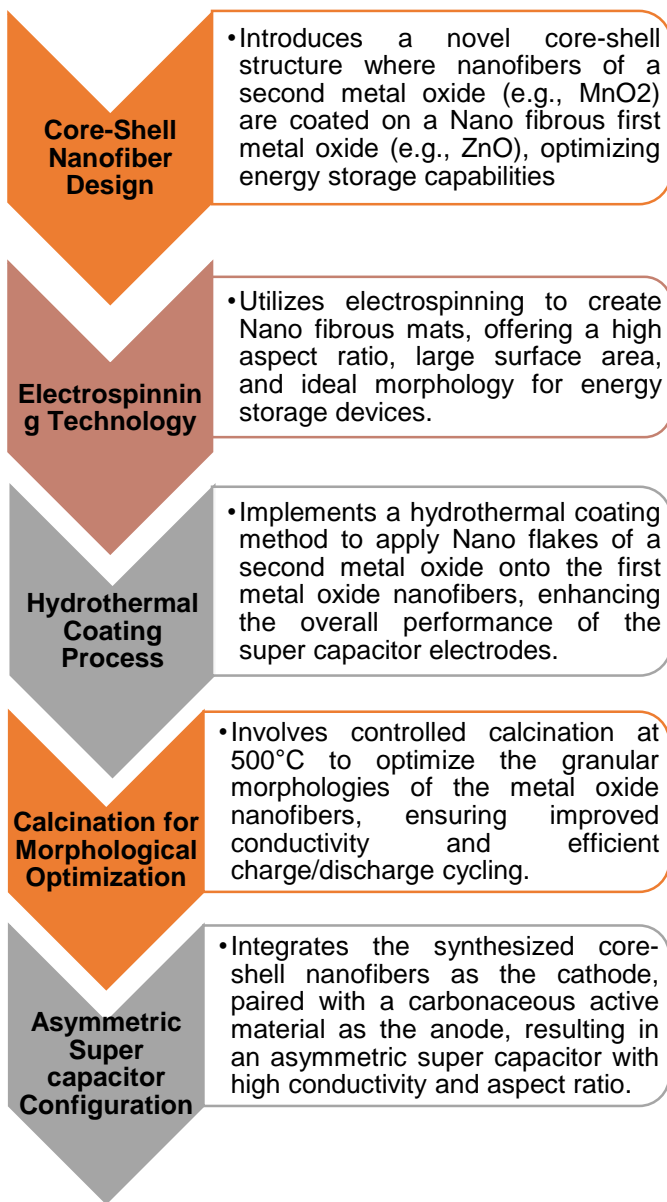 Core-Shell
Nanofiber
Design
•Introduces a novel core-shell
structure where nanofibers of a
second metal oxide (e.g., MnO2)
are coated on a Nano fibrous first
metal oxide (e.g., ZnO), optimizing
energy storage capabilities
Electrospinnin
g Technology
•Utilizes electrospinning to create
Nano fibrous mats, offering a high
aspect ratio, large surface area,
and ideal morphology for energy
storage devices.
Hydrothermal
Coating
Process
•Implements a hydrothermal coating
method to apply Nano flakes of a
second metal oxide onto the first
metal oxide nanofibers, enhancing
the overall performance of the
super capacitor electrodes.
Calcination for
Morphological
Optimization
•Involves controlled calcination at
500°C to optimize the granular
morphologies of the metal oxide
nanofibers, ensuring improved
conductivity and efficient
charge/discharge cycling.
Asymmetric
Super
capacitor
Configuration
•Integrates the synthesized core-
shell nanofibers as the cathode,
paired with a carbonaceous active
material as the anode, resulting in
an asymmetric super capacitor with
high conductivity and aspect ratio.